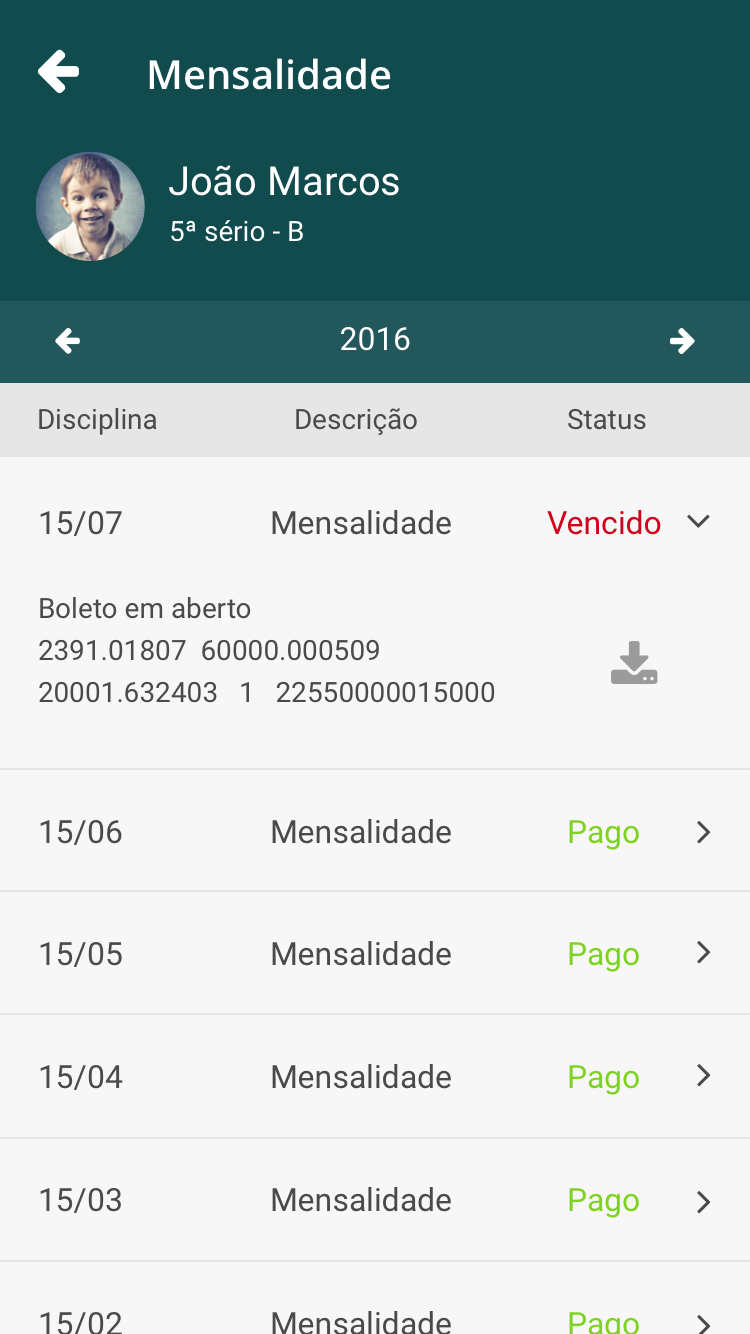 Mensalidade
João Marcos
5ª sério - B
2016
Disciplina Descrição Status
15/07 Mensalidade Vencido
Boleto em aberto
2391.01807 60000.000509
20001.632403 1 22550000015000
15/06 Mensalidade Pago
15/05 Mensalidade Pago
15/04 Mensalidade Pago
15/03 Mensalidade Pago
15/02 Mensalidade Pago